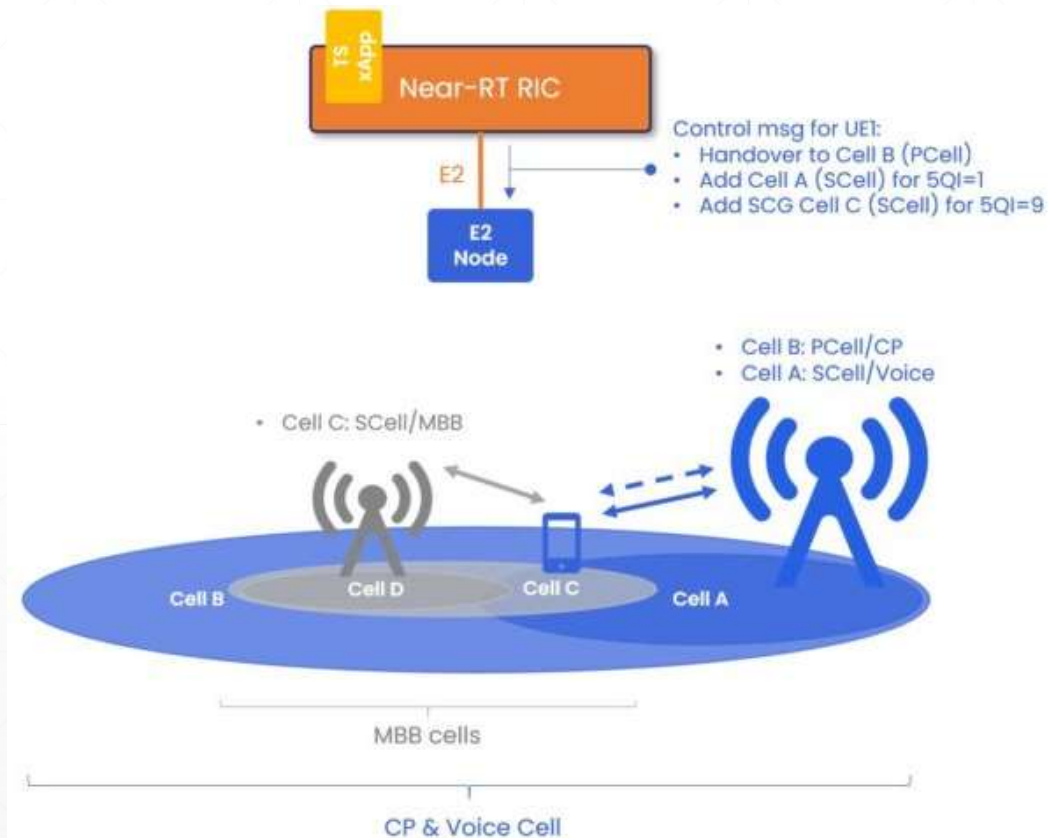 TS
xApp
Near-RT RIC
Control msg for UE1:
• Handover to Cell B (PCell)
• Add Cell A (SCell) for 5QI=1
• Add SCG Cell C (SCell) for 5QI=9
E2
E2
Node
• Cell B: PCell/CP
• Cell A: SCell/Voice
• Cell C: SCell/MBB
Cell B
Cell D
Cell C
Cell A
MBB cells
CP & Voice Cell